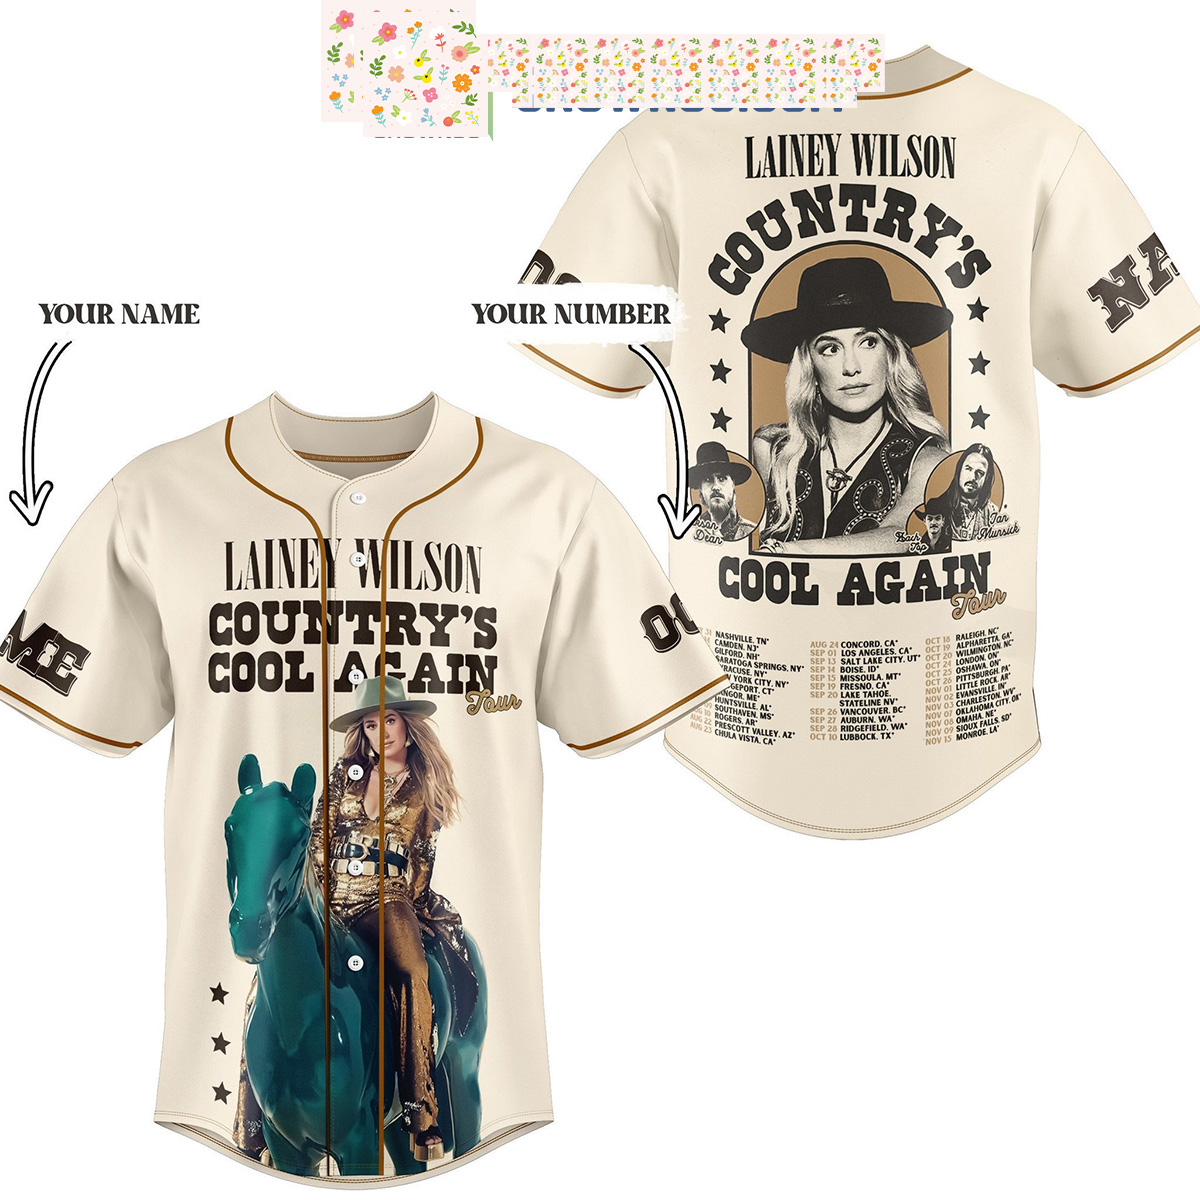 LAINEY WILSON
COUNTRY'S
YOUR NAME
YOUR NUMBER
NA
Dean
Zach
Top
Ian
Munsick
COOL AGAIN
Tour
31 NASHVILLE, TN*
CAMDEN, NJ*
GILFORD, NH*
SARATOGA SPRINGS, NY*
SYRACUSE, NY*
NEW YORK CITY, NY*
BRIDGEPORT, CT*
BANGOR, ME*
HUNTSVILLE, AL*
SOUTHAVEN, MS*
ROGERS, AR*
AUG 22 PRESCOTT VALLEY, AZ*
AUG 23 CHULA VISTA, CA*
AUG 24 CONCORD, CA*
SEP 01 LOS ANGELES, CA*
SEP 13 SALT LAKE CITY, UT*
SEP 14 BOISE, ID*
SEP 15 MISSOULA, MT*
SEP 19 FRESNO, CA*
SEP 20 LAKE TAHOE,
STATELINE NV*
SEP 26 VANCOUVER, BC*
SEP 27 AUBURN, WA*
SEP 28 RIDGEFIELD, WA*
OCT 10 LUBBOCK, TX*
OCT 18 RALEIGH, NC*
OCT 19 ALPHARETTA, GA*
OCT 20 WILMINGTON, NC*
OCT 24 LONDON, ON*
OCT 25 OSHAWA, ON*
OCT 26 PITTSBURGH, PA*
NOV 01 LITTLE ROCK, AR*
NOV 02 EVANSVILLE, IN*
NOV 03 CHARLESTON, WV*
NOV 07 OKLAHOMA CITY, OK*
NOV 08 OMAHA, NE*
NOV 09 SIOUX FALLS, SD*
NOV 15 MONROE, LA*
LAINEY WILSON
COUNTRY'S
COOL AGAIN
Tour
ME
00